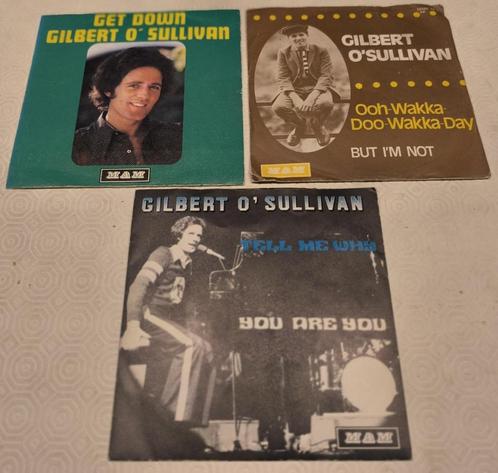 GET DOWN
GILBERT O' SULLIVAN
MAM
GILBERT
O'SULLIVAN
Ooh-Wakka-
Doo-Wakka-Day
BUT I'M NOT
MAM
GILBERT O' SULLIVAN
TELL ME WHY
YOU ARE YOU
MAM